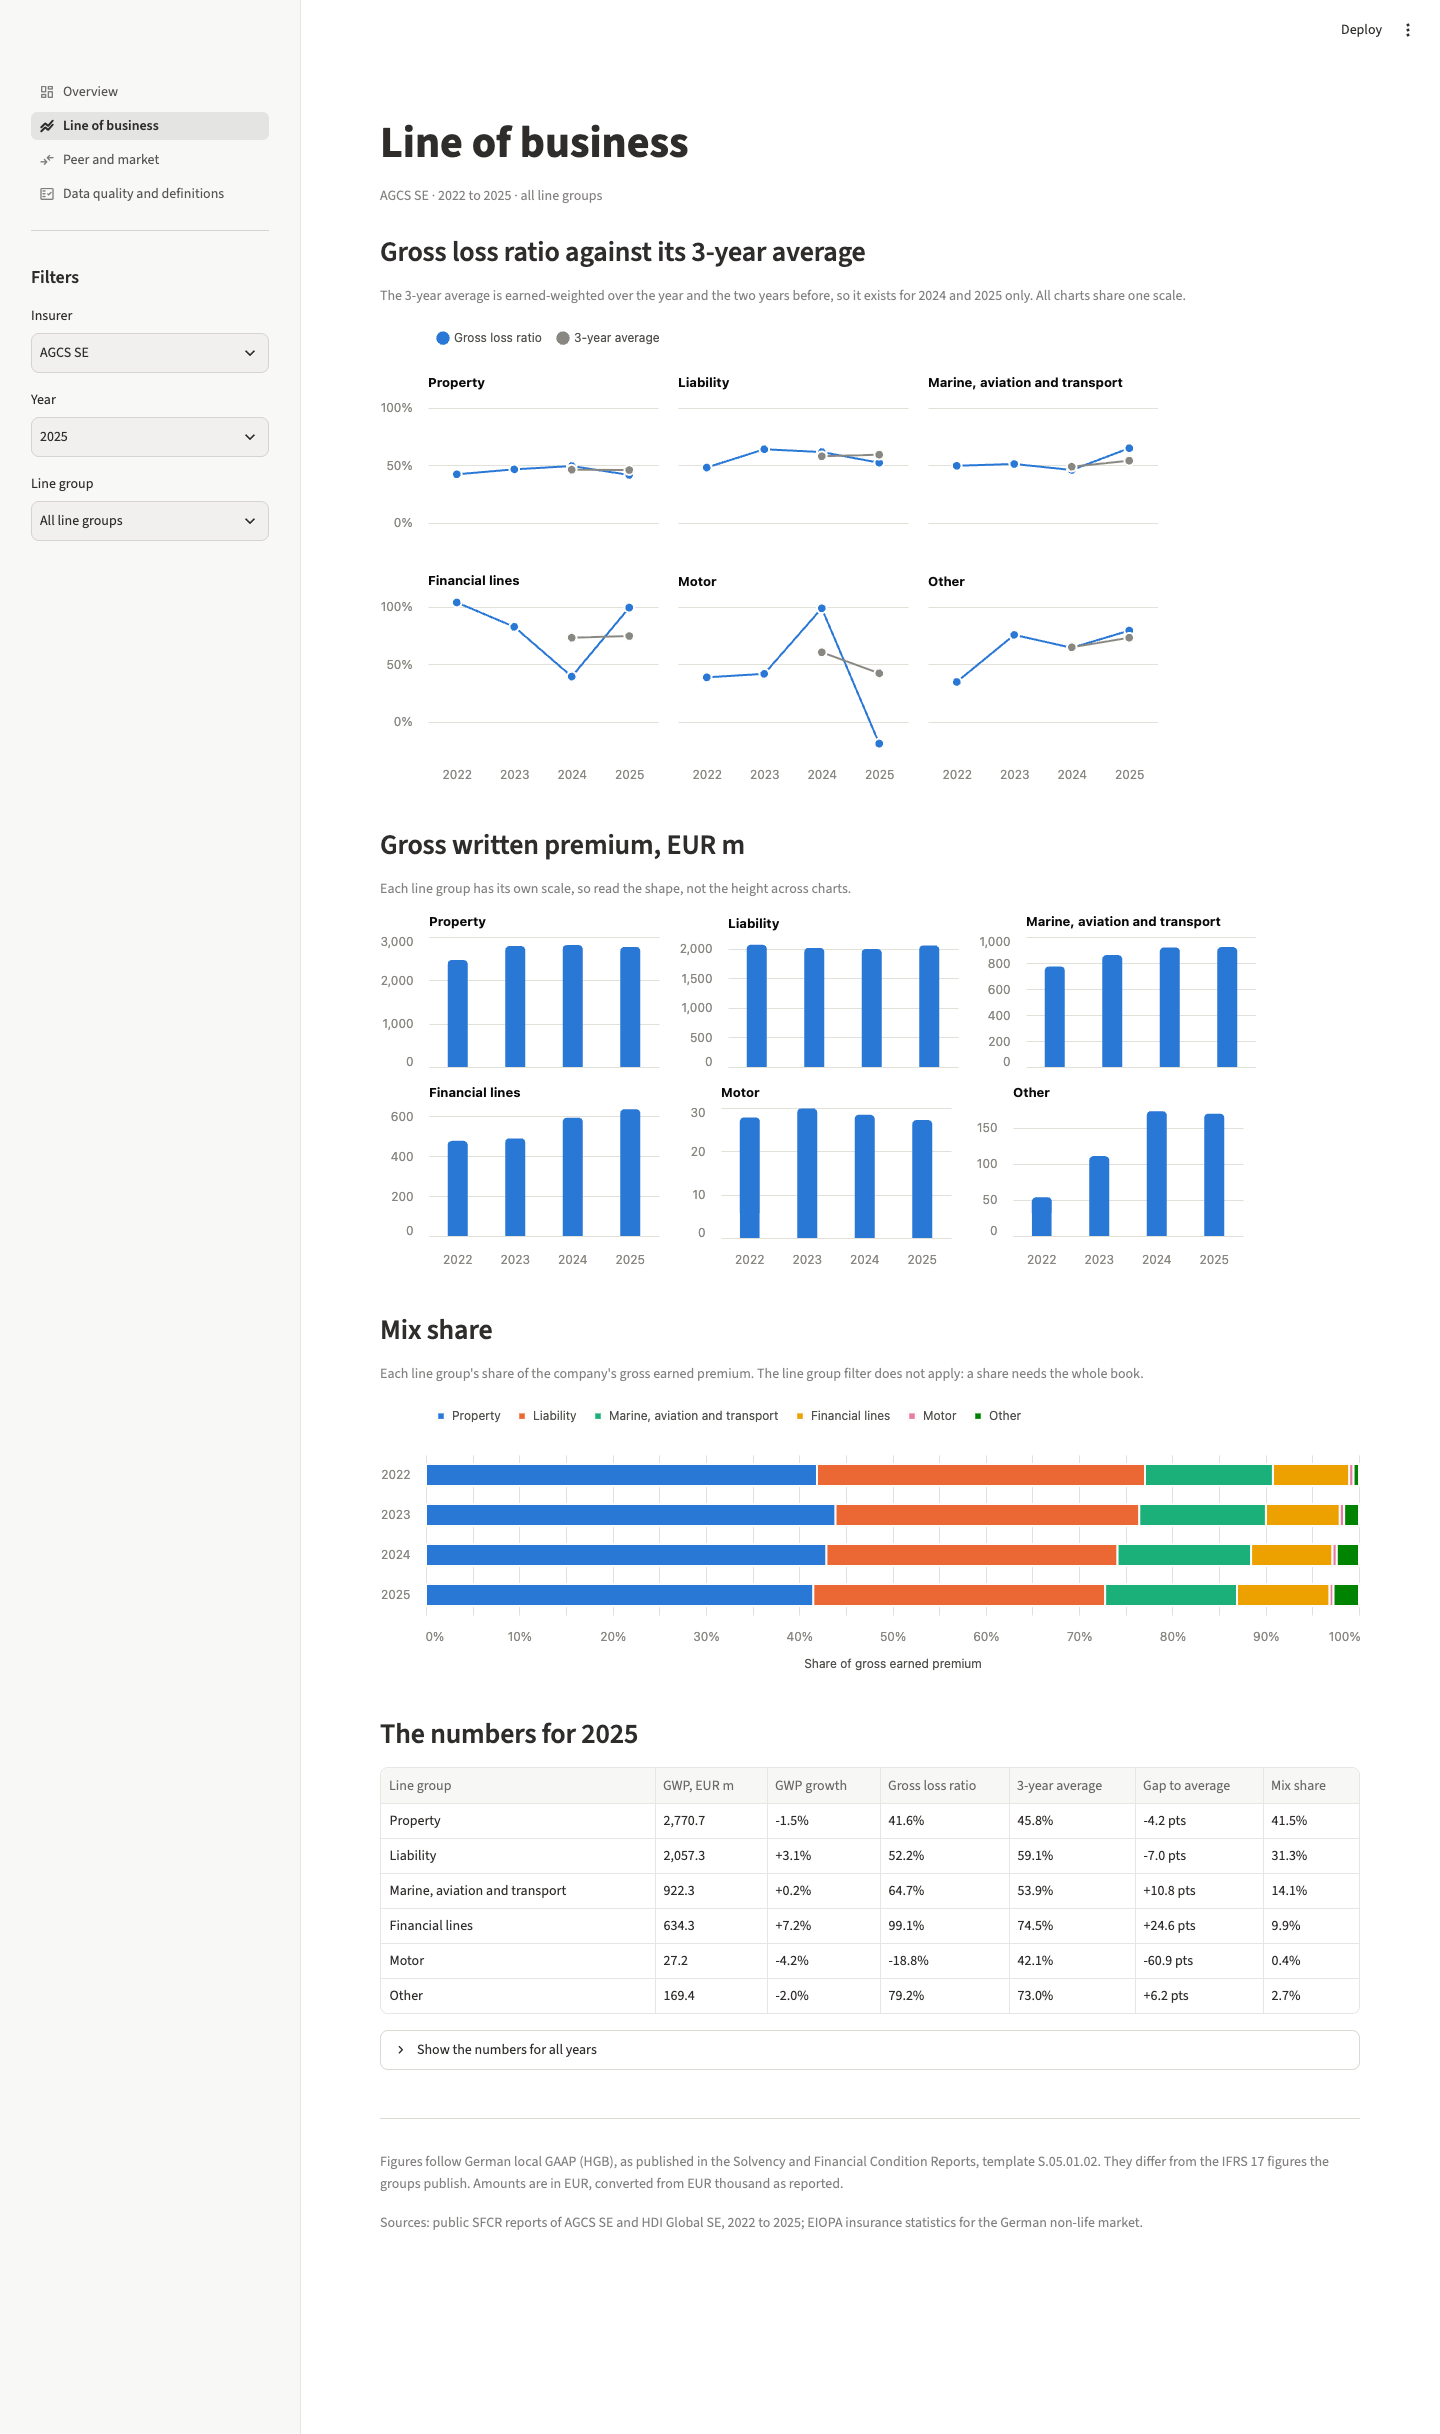 Deploy
Overview
Line of business
Peer and market
Data quality and definitions
Filters
Insurer
AGCS SE
Year
2025
Line group
All line groups
Line of business
AGCS SE · 2022 to 2025 · all line groups
Gross loss ratio against its 3-year average
The 3-year average is earned-weighted over the year and the two years before, so it exists for 2024 and 2025 only. All charts share one scale.
Gross loss ratio 3-year average
Property Liability Marine, aviation and transport
100%
50%
0%
Financial lines Motor Other
100%
50%
0%
2022 2023 2024 2025 2022 2023 2024 2025 2022 2023 2024 2025
Gross written premium, EUR m
Each line group has its own scale, so read the shape, not the height across charts.
Property
3,000
2,000
1,000
0
Liability
2,000
1,500
1,000
500
0
Marine, aviation and transport
1,000
800
600
400
200
0
Financial lines
600
400
200
0
2022 2023 2024 2025
Motor
30
20
10
0
2022 2023 2024 2025
Other
150
100
50
0
2022 2023 2024 2025
Mix share
Each line group's share of the company's gross earned premium. The line group filter does not apply: a share needs the whole book.
Property Liability Marine, aviation and transport Financial lines Motor Other
2022
2023
2024
2025
0% 10% 20% 30% 40% 50% 60% 70% 80% 90% 100%
Share of gross earned premium
The numbers for 2025
Line group GWP, EUR m GWP growth Gross loss ratio 3-year average Gap to average Mix share
Property 2,770.7 -1.5% 41.6% 45.8% -4.2 pts 41.5%
Liability 2,057.3 +3.1% 52.2% 59.1% -7.0 pts 31.3%
Marine, aviation and transport 922.3 +0.2% 64.7% 53.9% +10.8 pts 14.1%
Financial lines 634.3 +7.2% 99.1% 74.5% +24.6 pts 9.9%
Motor 27.2 -4.2% -18.8% 42.1% -60.9 pts 0.4%
Other 169.4 -2.0% 79.2% 73.0% +6.2 pts 2.7%
Show the numbers for all years
Figures follow German local GAAP (HGB), as published in the Solvency and Financial Condition Reports, template S.05.01.02. They differ from the IFRS 17 figures the
groups publish. Amounts are in EUR, converted from EUR thousand as reported.
Sources: public SFCR reports of AGCS SE and HDI Global SE, 2022 to 2025; EIOPA insurance statistics for the German non-life market.